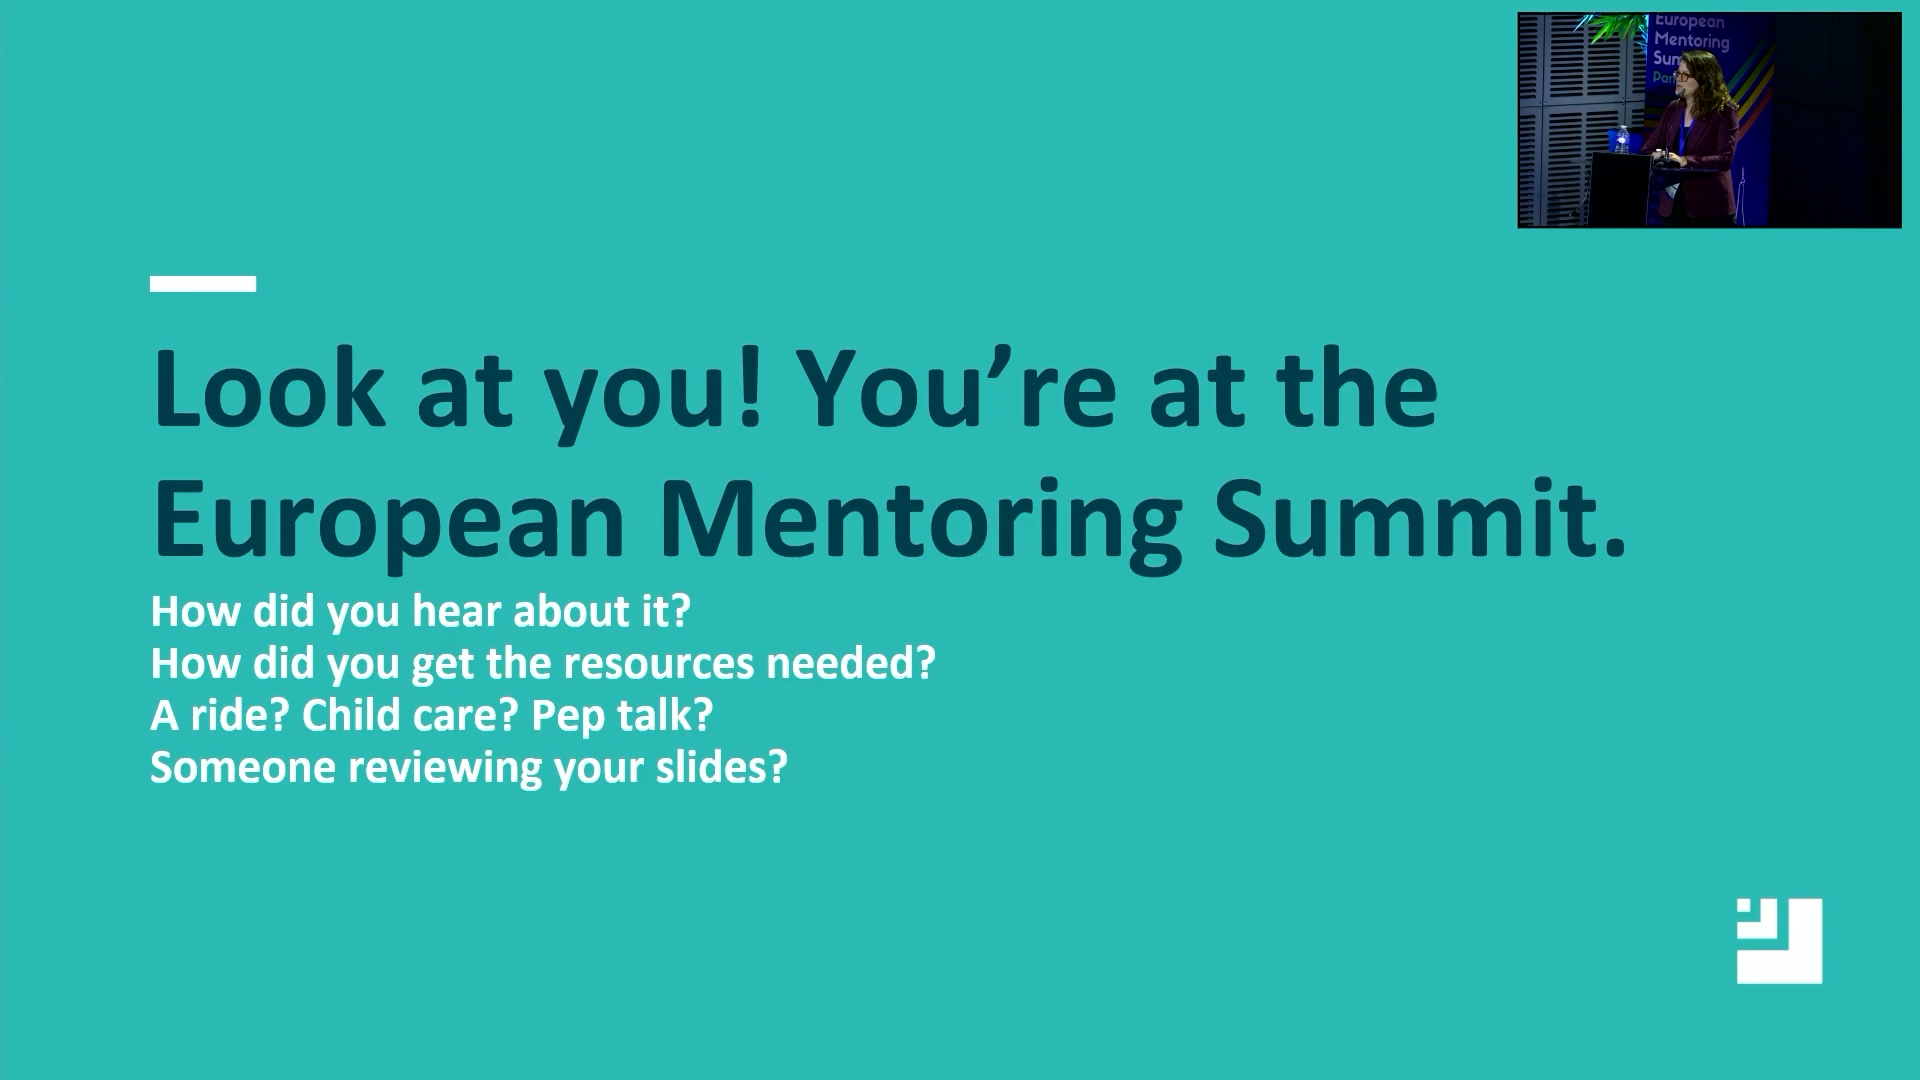 European
Mentoring
Look at you! You’re at the
European Mentoring Summit.
How did you hear about it?
How did you get the resources needed?
A ride? Child care? Pep talk?
Someone reviewing your slides?